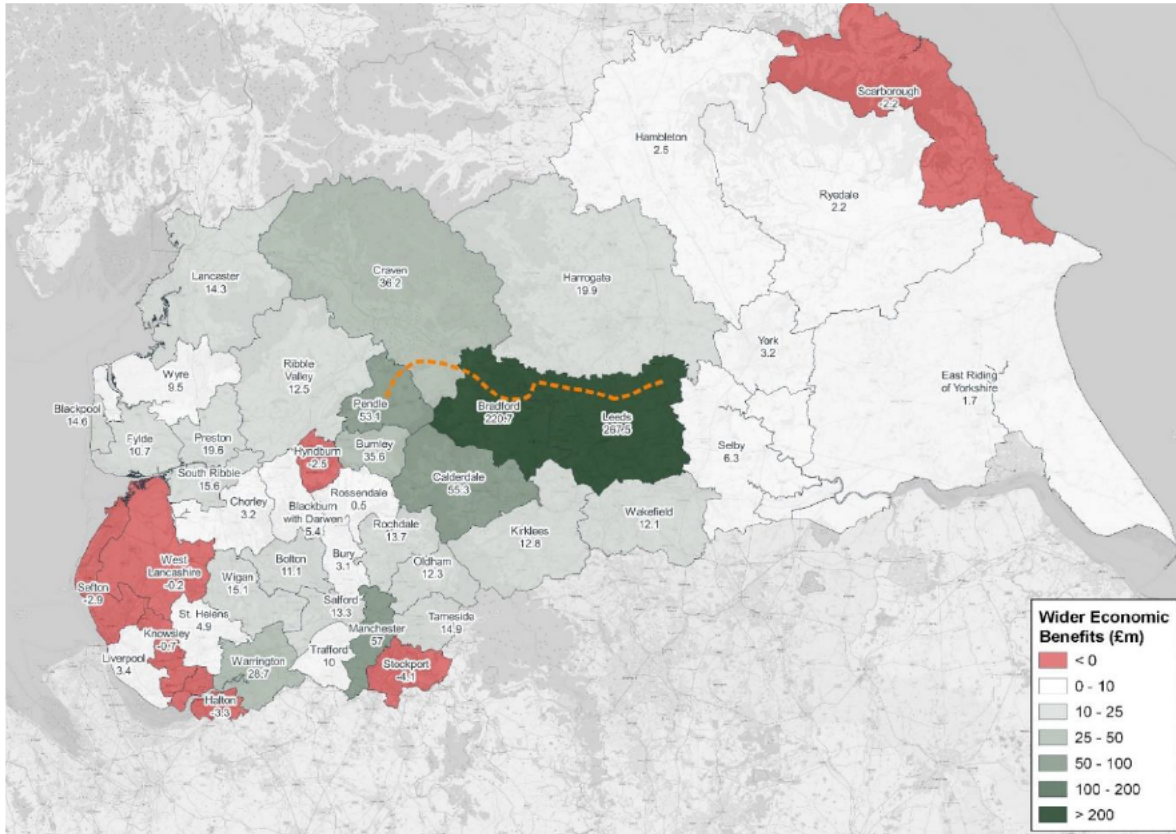 Scarborough
-2.2
Hambleton
2.5
Ryedale
2.2
Lancaster
14.3
Craven
36.2
Harrogate
19.9
York
3.2
Wyre
9.5
Ribble
Valley
12.5
East Riding
of Yorkshire
1.7
Blackpool
14.6
Pendle
53.1
Bradford
220.7
Leeds
267.5
Fylde
10.7
Preston
19.6
Hyndburn
-2.5
Burnley
35.6
Selby
6.3
South Ribble
15.6
Calderdale
55.3
Chorley
3.2
Rossendale
0.5
Blackburn
with Darwen
5.4
Wakefield
12.1
Rochdale
13.7
Kirklees
12.8
West
Lancashire
-0.2
Bolton
11.1
Bury
3.1
Oldham
12.3
Sefton
-2.9
Wigan
15.1
Salford
13.3
St. Helens
4.9
Tameside
14.9
Knowsley
-0.7
Manchester
57
Liverpool
3.4
Warrington
28.7
Trafford
10
Stockport
-4.1
Halton
-3.3
Wider Economic
Benefits (£m)
< 0
0 - 10
10 - 25
25 - 50
50 - 100
100 - 200
> 200